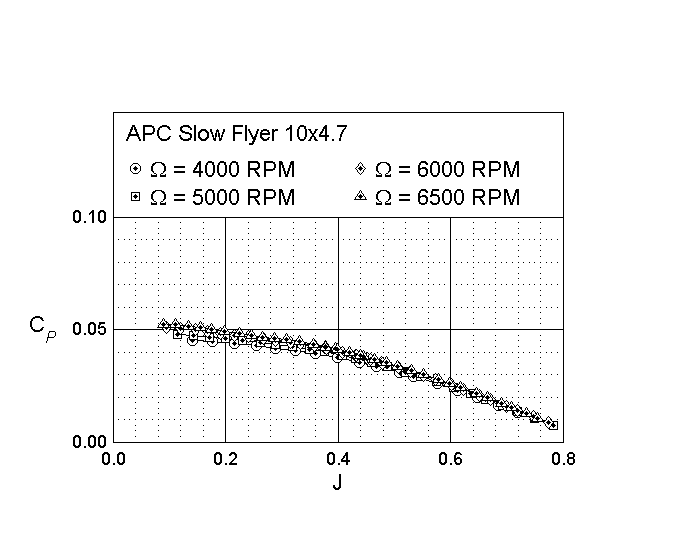 APC Slow Flyer 10x4.7
Ω = 4000 RPM
Ω = 6000 RPM
Ω = 5000 RPM
Ω = 6500 RPM
0.10
0.05
0.00
C_P
0.0 0.2 0.4 0.6 0.8
J